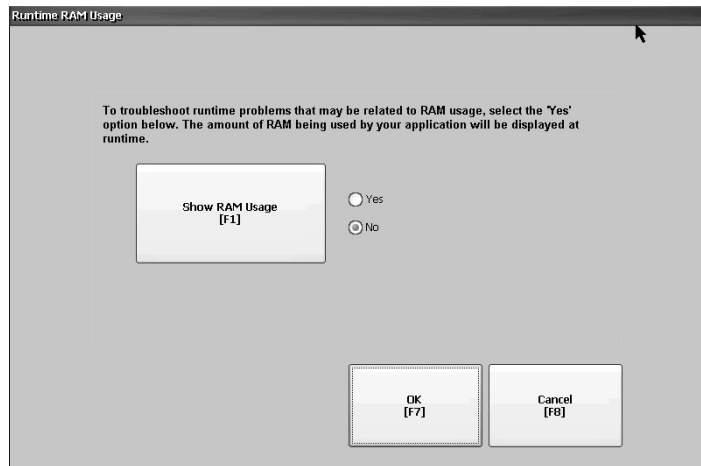 Runtime RAM Usage
To troubleshoot runtime problems that may be related to RAM usage, select the 'Yes'
option below. The amount of RAM being used by your application will be displayed at
runtime.
Show RAM Usage
[F1]
Yes
No
OK
[F7]
Cancel
[F8]